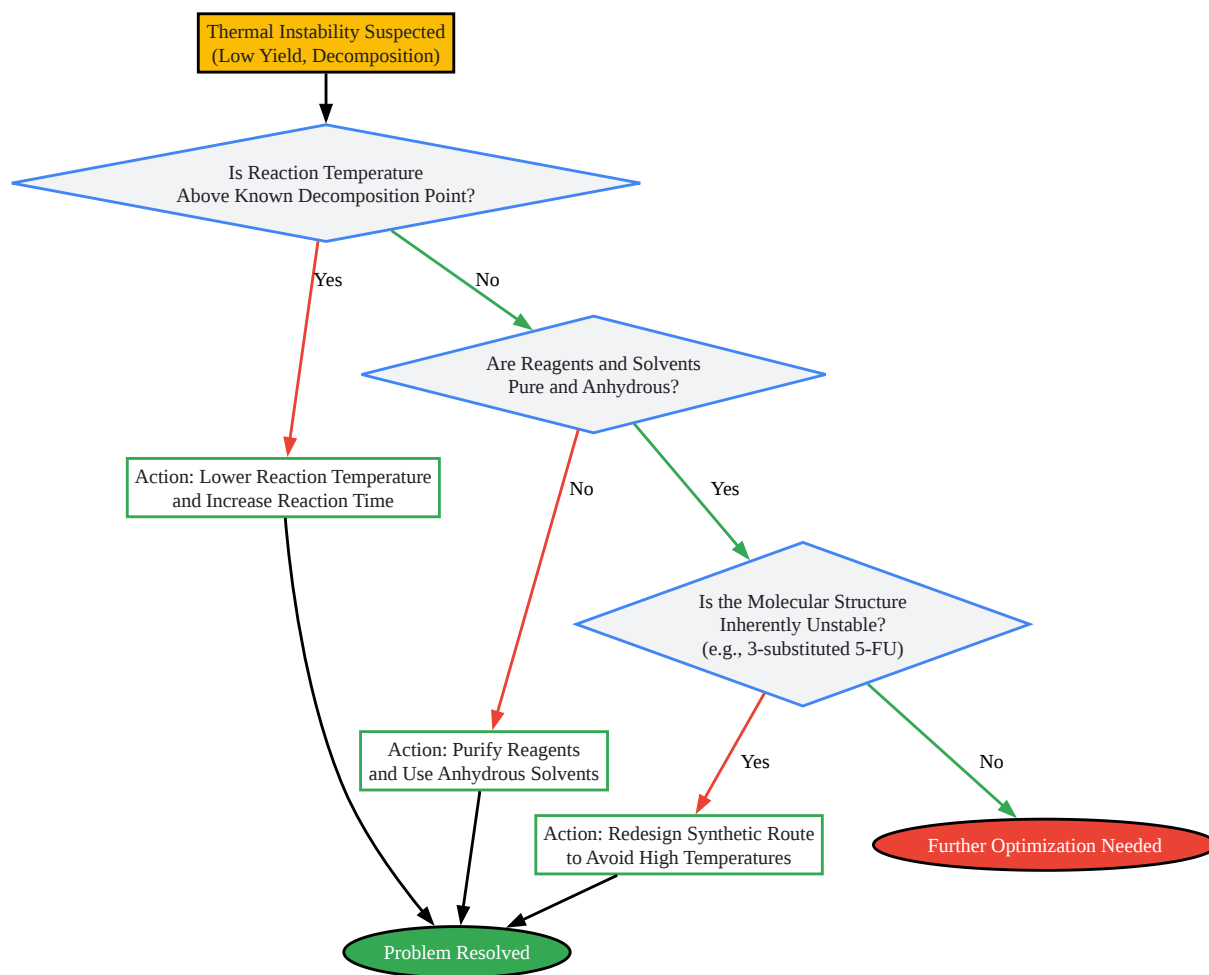 Thermal Instability Suspected
(Low Yield, Decomposition)
Is Reaction Temperature
Above Known Decomposition Point?
Yes
No
Are Reagents and Solvents
Pure and Anhydrous?
Action: Lower Reaction Temperature
and Increase Reaction Time
No
Yes
Is the Molecular Structure
Inherently Unstable?
(e.g., 3-substituted 5-FU)
Action: Purify Reagents
and Use Anhydrous Solvents
Yes
No
Action: Redesign Synthetic Route
to Avoid High Temperatures
Further Optimization Needed
Problem Resolved